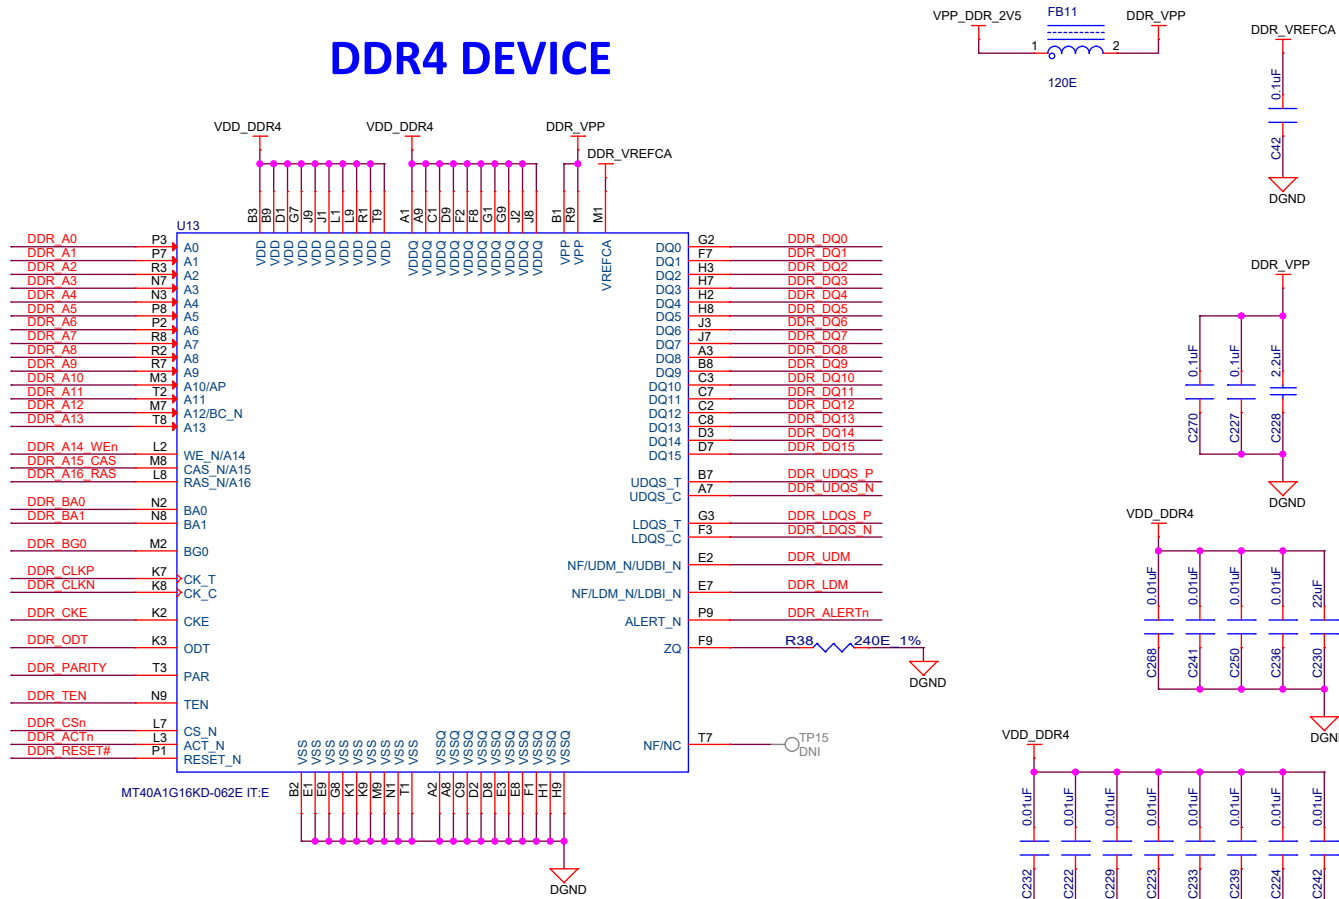 DDR4 DEVICE
VPP_DDR_2V5
FB11
DDR_VPP
1
2
120E
DDR_VREFCA
0.1uF
C42
DGND
VDD_DDR4
VDD_DDR4
DDR_VPP
DDR_VREFCA
B3 B9 D1 G7 J9 J1 L1 L9 R1 T9 A1 A9 C1 D9 F2 F8 G1 G9 J2 J8 B1 R9 M1
U13
VDD VDD VDD VDD VDD VDD VDD VDD VDD VDD VDDQ VDDQ VDDQ VDDQ VDDQ VDDQ VDDQ VDDQ VDDQ VDDQ VPP VPP VREFCA
DDR_A0 P3 A0
DDR_A1 P7 A1
DDR_A2 R3 A2
DDR_A3 N7 A3
DDR_A4 N3 A4
DDR_A5 P8 A5
DDR_A6 P2 A6
DDR_A7 R8 A7
DDR_A8 R2 A8
DDR_A9 R7 A9
DDR_A10 M3 A10/AP
DDR_A11 T2 A11
DDR_A12 M7 A12/BC_N
DDR_A13 T8 A13
DDR_A14_WEn L2 WE_N/A14
DDR_A15_CAS M8 CAS_N/A15
DDR_A16_RAS L8 RAS_N/A16
DDR_BA0 N2 BA0
DDR_BA1 N8 BA1
DDR_BG0 M2 BG0
DDR_CLKP K7 CK_T
DDR_CLKN K8 CK_C
DDR_CKE K2 CKE
DDR_ODT K3 ODT
DDR_PARITY T3 PAR
DDR_TEN N9 TEN
DDR_CSn L7 CS_N
DDR_ACTn L3 ACT_N
DDR_RESET# P1 RESET_N
DQ0 G2 DDR_DQ0
DQ1 F7 DDR_DQ1
DQ2 H3 DDR_DQ2
DQ3 H7 DDR_DQ3
DQ4 H2 DDR_DQ4
DQ5 H8 DDR_DQ5
DQ6 J3 DDR_DQ6
DQ7 J7 DDR_DQ7
DQ8 A3 DDR_DQ8
DQ9 B8 DDR_DQ9
DQ10 C3 DDR_DQ10
DQ11 C7 DDR_DQ11
DQ12 C2 DDR_DQ12
DQ13 C8 DDR_DQ13
DQ14 D3 DDR_DQ14
DQ15 D7 DDR_DQ15
UDQS_T B7 DDR_UDQS_P
UDQS_C A7 DDR_UDQS_N
LDQS_T G3 DDR_LDQS_P
LDQS_C F3 DDR_LDQS_N
NF/UDM_N/UDBI_N E2 DDR_UDM
NF/LDM_N/LDBI_N E7 DDR_LDM
ALERT_N P9 DDR_ALERTn
ZQ F9 R38 240E_1%
DGND
NF/NC T7 TP15
DNI
VSS VSS VSS VSS VSS VSS VSS VSS VSS VSSQ VSSQ VSSQ VSSQ VSSQ VSSQ VSSQ VSSQ VSSQ VSSQ
MT40A1G16KD-062E IT:E
B2 E1 E9 G8 K1 K9 M9 N1 T1 A2 A8 C9 D2 D8 E3 E8 F1 H1 H9
DGND
DDR_VPP
0.1uF 0.1uF 2.2uF
C270 C227 C228
DGND
VDD_DDR4
0.01uF 0.01uF 0.01uF 0.01uF 22uF
C268 C241 C250 C236 C230
VDD_DDR4
0.01uF 0.01uF 0.01uF 0.01uF 0.01uF 0.01uF 0.01uF 0.01uF
C232 C222 C229 C223 C233 C239 C224 C242